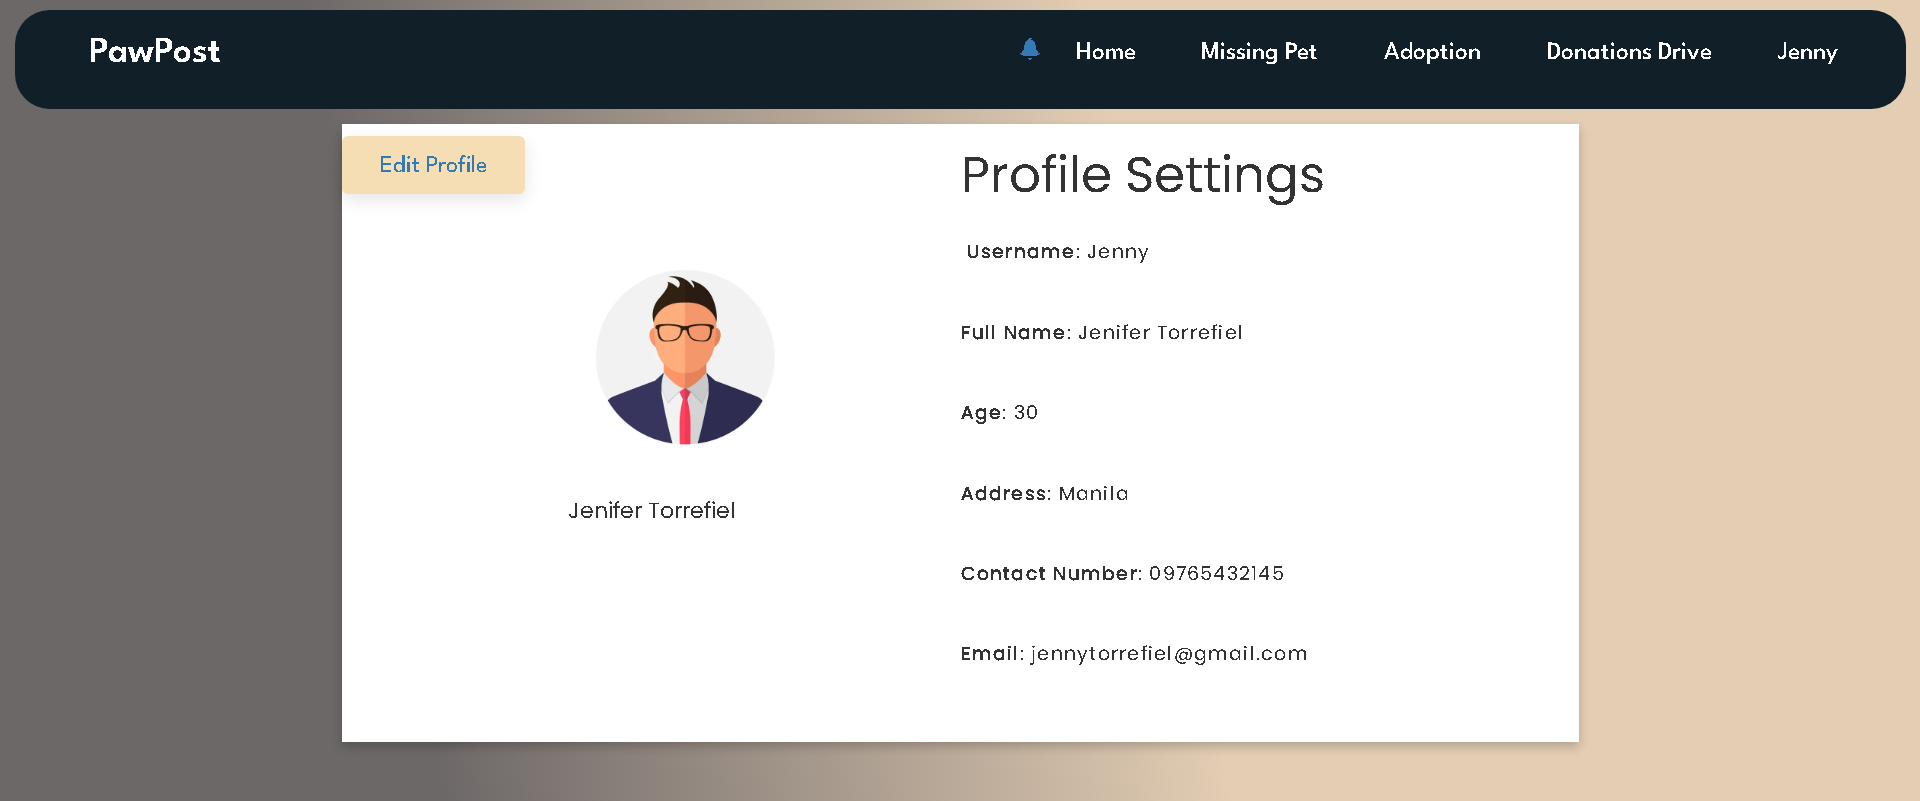 PawPost
Home Missing Pet Adoption Donations Drive Jenny
Edit Profile
Jenifer Torrefiel
Profile Settings
Username: Jenny
Full Name: Jenifer Torrefiel
Age: 30
Address: Manila
Contact Number: 09765432145
Email: jennytorrefiel@gmail.com